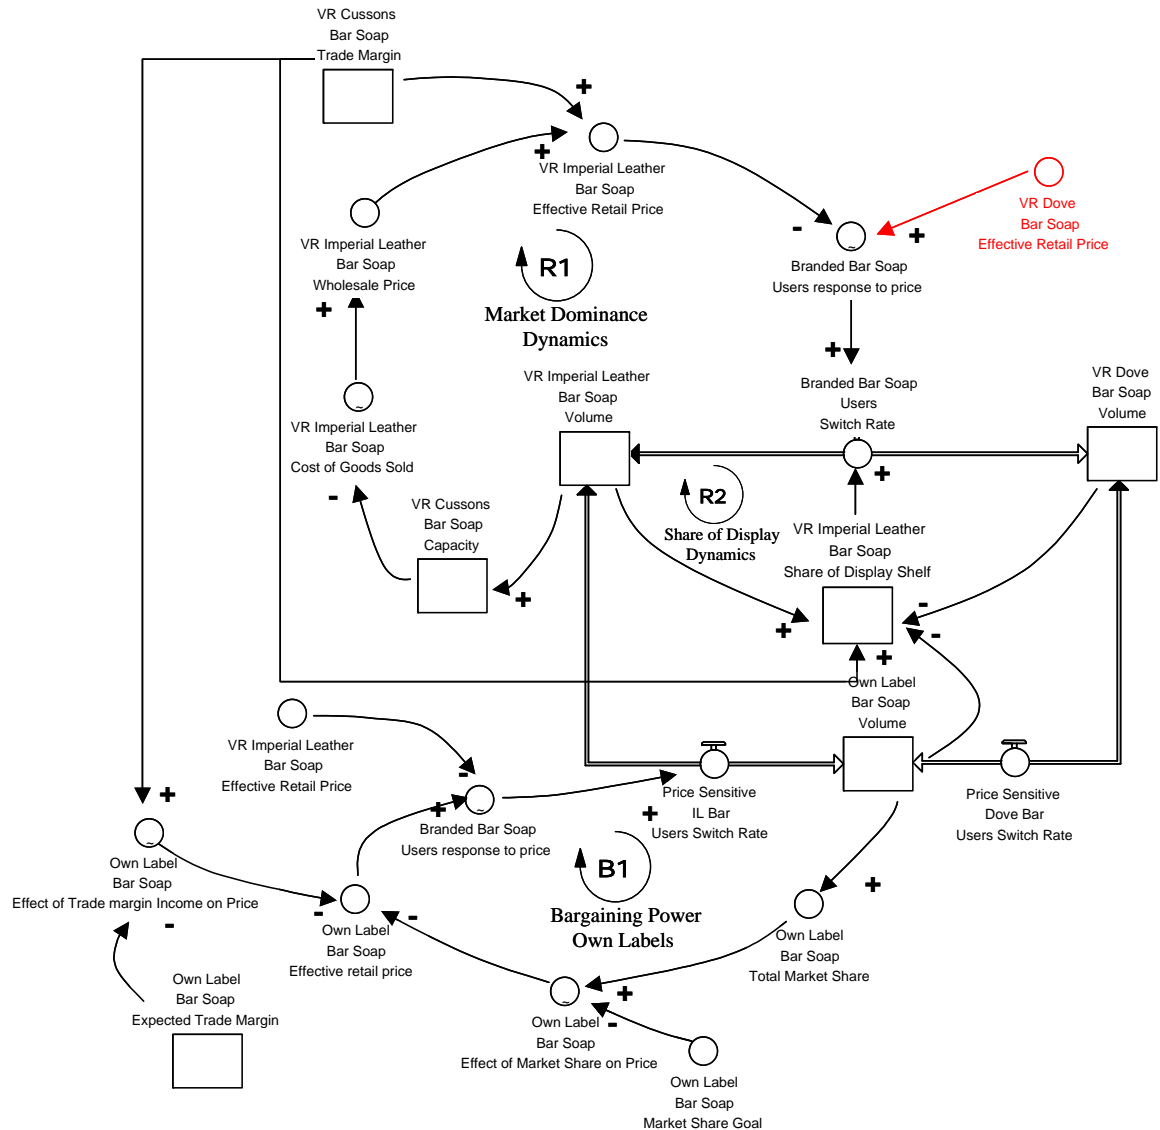 VR Cussons
Bar Soap
Trade Margin
+
+
VR Imperial Leather
Bar Soap
Effective Retail Price
VR Dove
Bar Soap
Effective Retail Price
-
+
~
Branded Bar Soap
Users response to price
VR Imperial Leather
Bar Soap
Wholesale Price
+
R1
Market Dominance
Dynamics
+
VR Imperial Leather
Bar Soap
Volume
Branded Bar Soap
Users
Switch Rate
VR Dove
Bar Soap
Volume
~
VR Imperial Leather
Bar Soap
Cost of Goods Sold
-
+
R2
Share of Display
Dynamics
VR Cussons
Bar Soap
Capacity
+
VR Imperial Leather
Bar Soap
Share of Display Shelf
+
-
-
+
Own Label
Bar Soap
Volume
VR Imperial Leather
Bar Soap
Effective Retail Price
-
+
~
Branded Bar Soap
Users response to price
Price Sensitive
IL Bar
Users Switch Rate
+
Price Sensitive
Dove Bar
Users Switch Rate
+
~
Own Label
Bar Soap
Effect of Trade margin Income on Price
-
B1
Bargaining Power
Own Labels
+
-
-
Own Label
Bar Soap
Effective retail price
Own Label
Bar Soap
Total Market Share
Own Label
Bar Soap
Expected Trade Margin
+
~
-
Own Label
Bar Soap
Effect of Market Share on Price
Own Label
Bar Soap
Market Share Goal